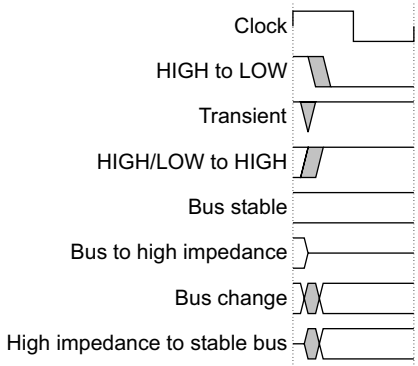 Clock
HIGH to LOW
Transient
HIGH/LOW to HIGH
Bus stable
Bus to high impedance
Bus change
High impedance to stable bus